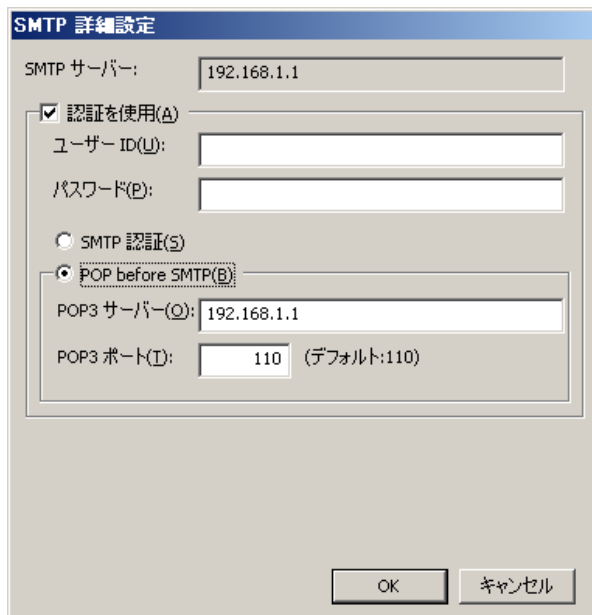 SMTP 詳細設定
SMTP サーバー: 192.168.1.1
認証を使用(A)
ユーザー ID(U):
パスワード(P):
SMTP 認証(S)
POP before SMTP(B)
POP3 サーバー(O): 192.168.1.1
POP3 ポート(T): 110 (デフォルト:110)
OK キャンセル